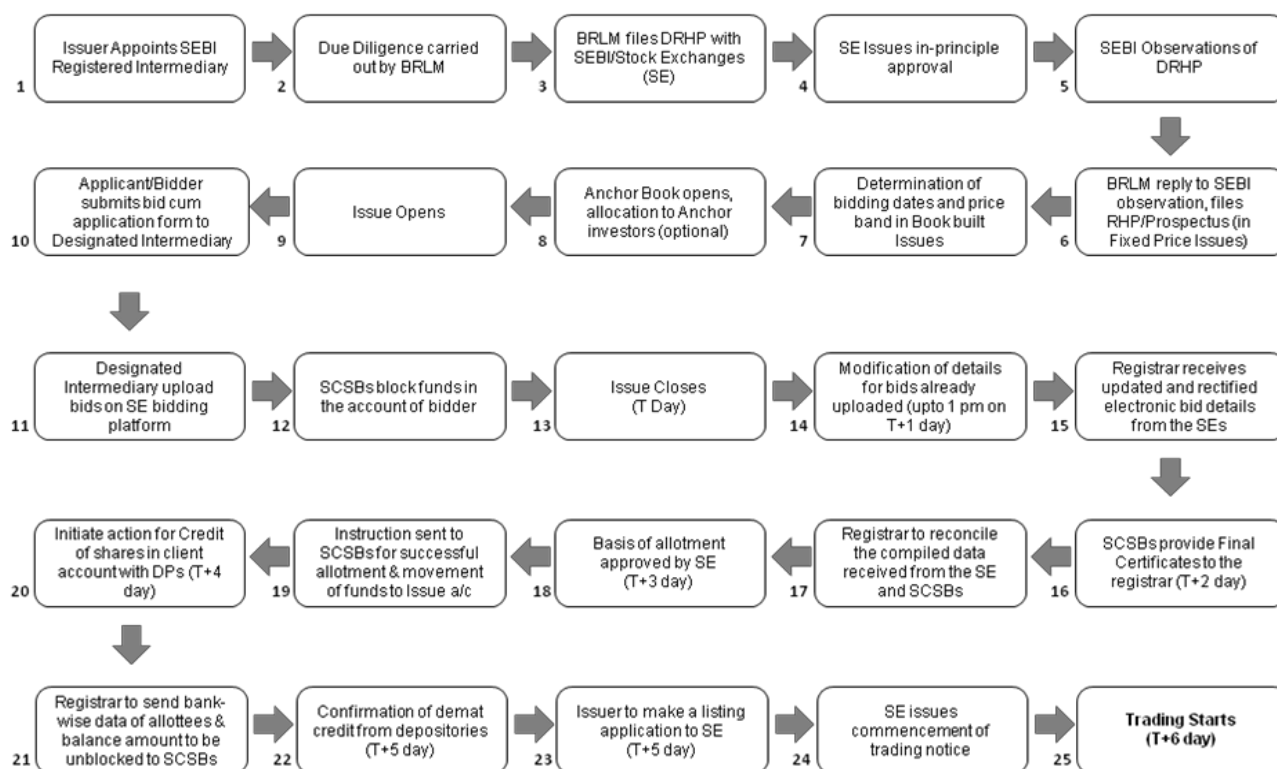 Issuer Appoints SEBI
Registered Intermediary
1
Due Diligence carried
out by BRLM
2
BRLM files DRHP with
SEBI/Stock Exchanges
(SE)
3
SE Issues in-principle
approval
4
SEBI Observations of
DRHP
5
BRLM reply to SEBI
observation, files
RHP/Prospectus (in
Fixed Price Issues)
6
Determination of
bidding dates and price
band in Book built
Issues
7
Anchor Book opens,
allocation to Anchor
investors (optional)
8
Issue Opens
9
Applicant/Bidder
submits bid cum
application form to
Designated Intermediary
10
Designated
Intermediary upload
bids on SE bidding
platform
11
SCSBs block funds in
the account of bidder
12
Issue Closes
(T Day)
13
Modification of details
for bids already
uploaded (upto 1 pm on
T+1 day)
14
Registrar receives
updated and rectified
electronic bid details
from the SEs
15
SCSBs provide Final
Certificates to the
registrar (T+2 day)
16
Registrar to reconcile
the compiled data
received from the SE
and SCSBs
17
Basis of allotment
approved by SE
(T+3 day)
18
Instruction sent to
SCSBs for successful
allotment & movement
of funds to Issue a/c
19
Initiate action for Credit
of shares in client
account with DPs (T+4
day)
20
Registrar to send bank-
wise data of allottees &
balance amount to be
unblocked to SCSBs
21
Confirmation of demat
credit from depositories
(T+5 day)
22
Issuer to make a listing
application to SE
(T+5 day)
23
SE issues
commencement of
trading notice
24
Trading Starts
(T+6 day)
25